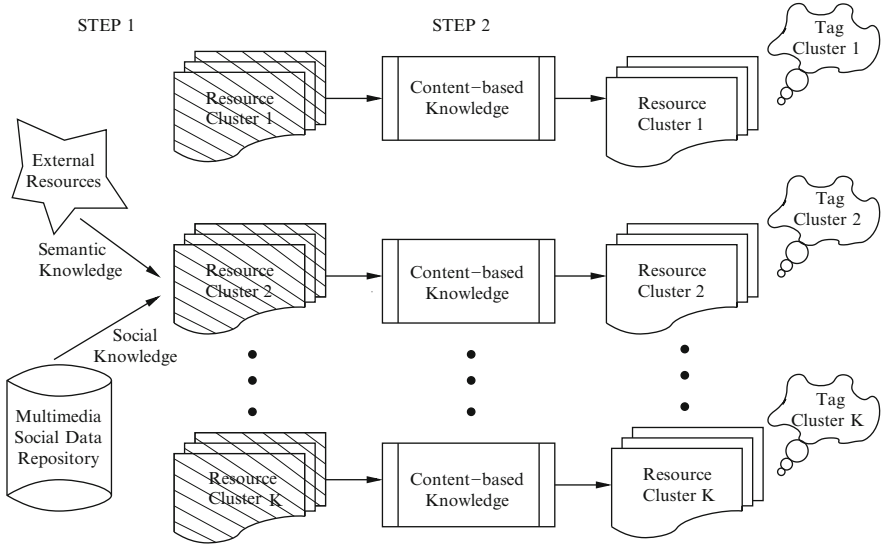 STEP 1
STEP 2
Tag
Cluster 1
Resource
Cluster 1
Content-based
Knowledge
Resource
Cluster 1
External
Resources
Semantic
Knowledge
Tag
Cluster 2
Resource
Cluster 2
Content-based
Knowledge
Resource
Cluster 2
Social
Knowledge
Multimedia
Social Data
Repository
Tag
Cluster K
Resource
Cluster K
Content-based
Knowledge
Resource
Cluster K